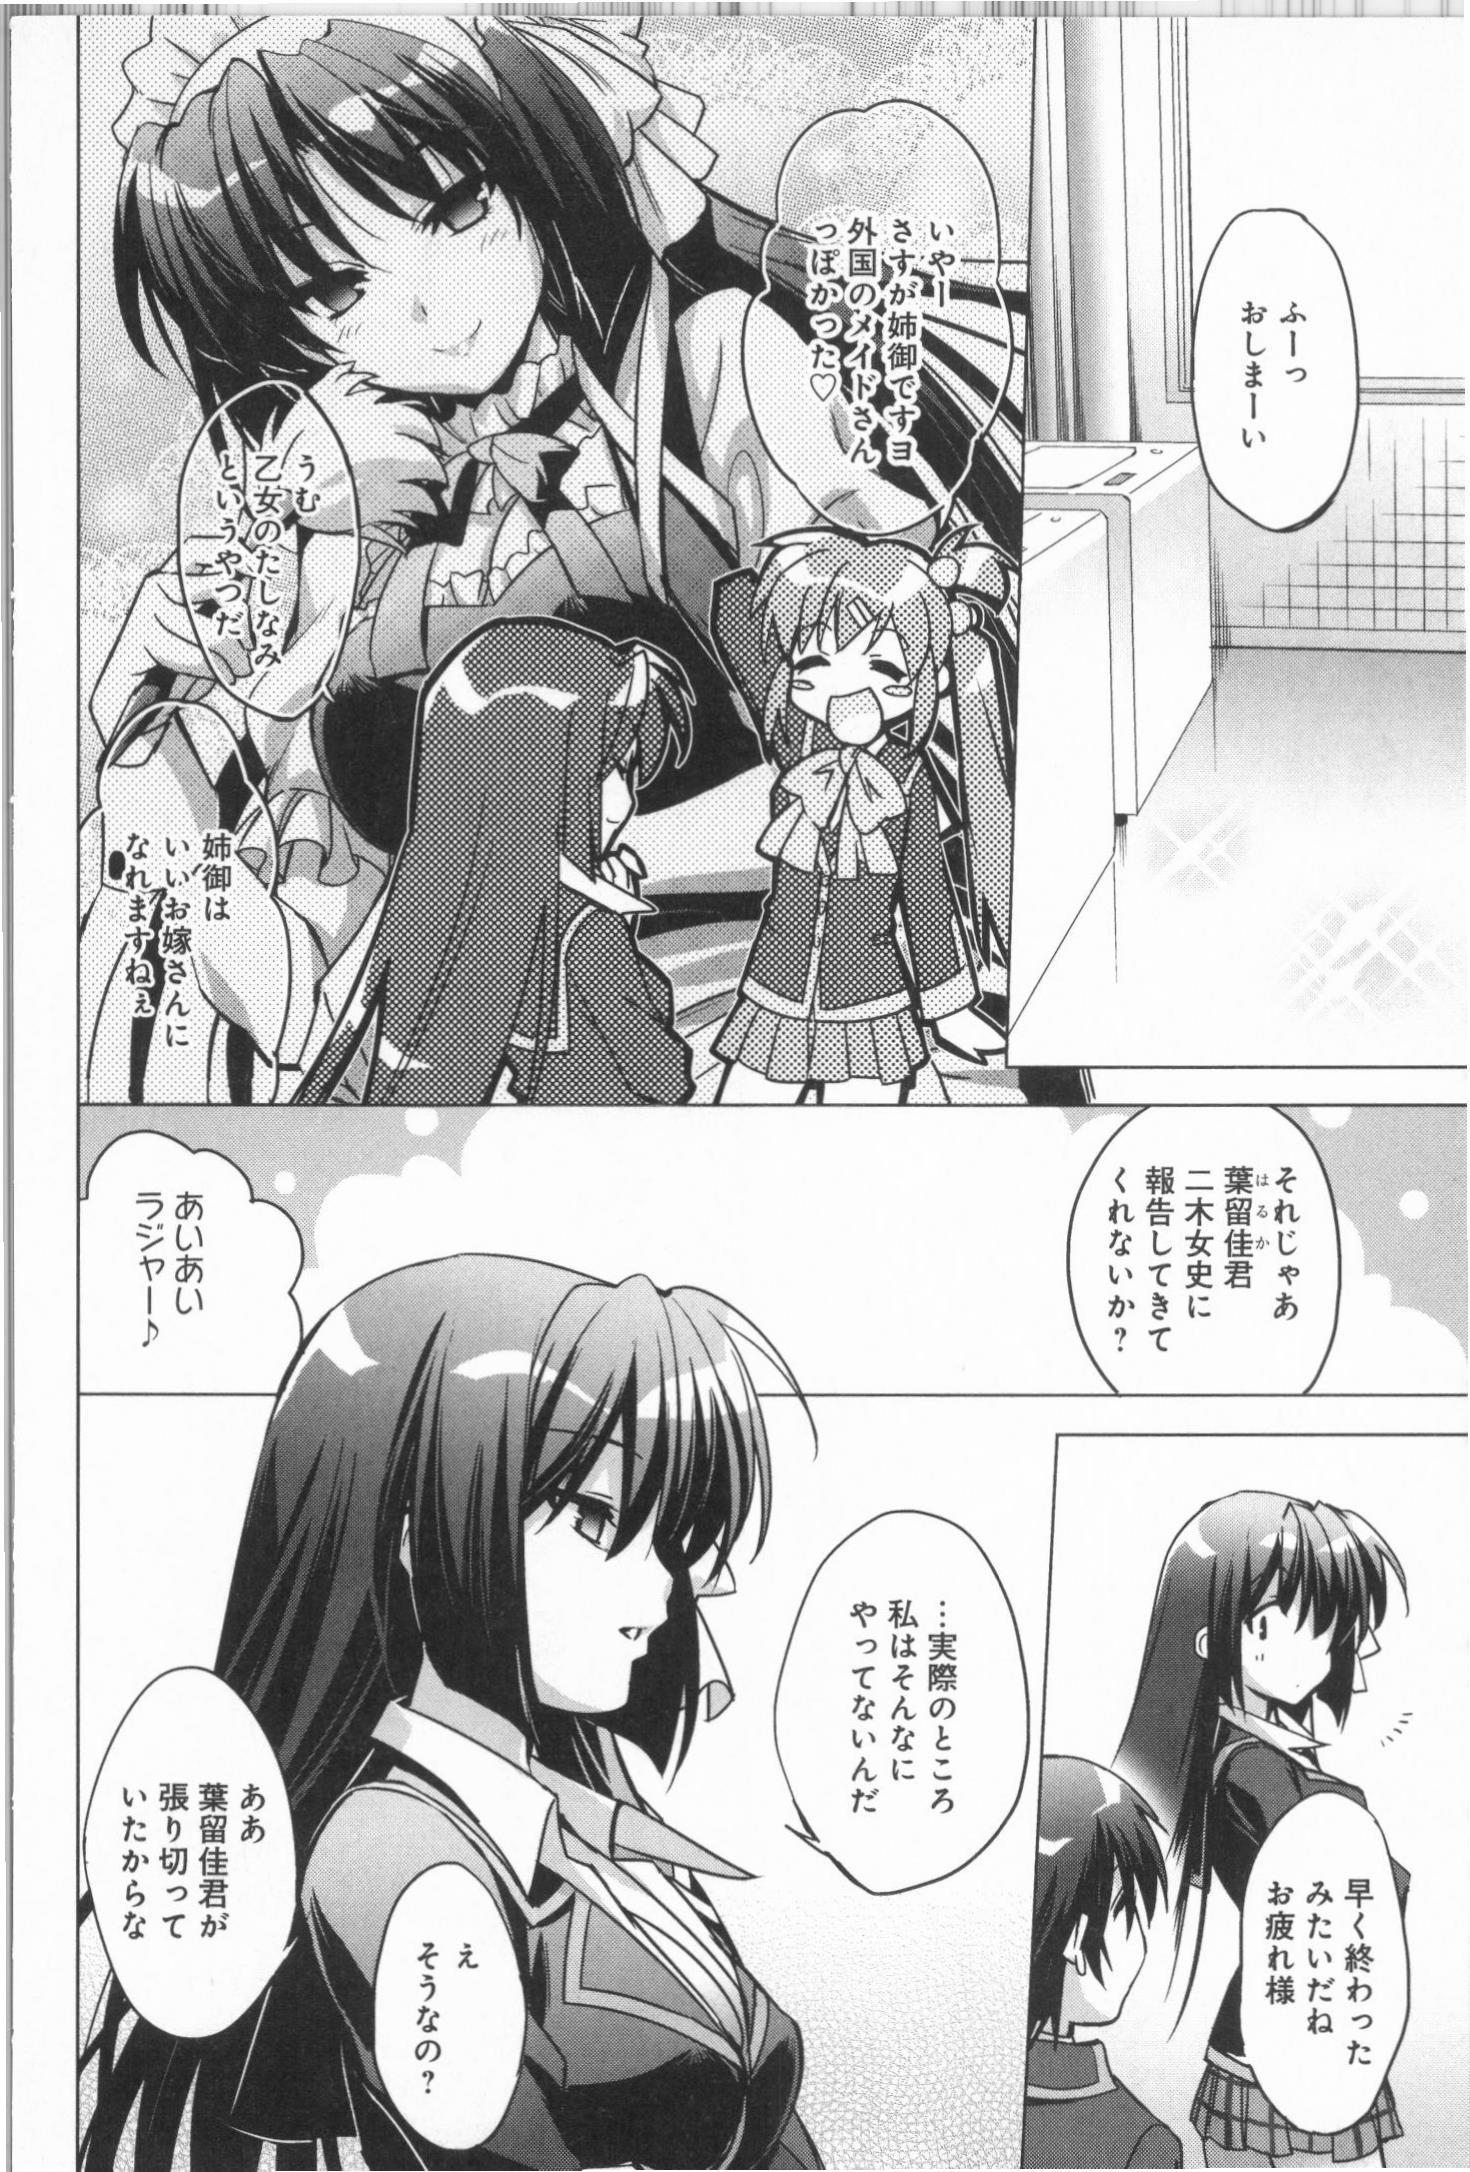 ふーっ
おしまーい
いやー
さすが姉御ですヨ
外国のメイドさん
っぽかった♡
うむ
乙女のたしなみ
というやつだ
姉御は
いいお嫁さんに
なれますねぇ
それじゃあ
葉留佳君
はるか
二木女史に
報告してきて
くれないか?
あいあい
ラジャー♪
早く終わった
みたいだね
お疲れ様
…実際のところ
私はそんなに
やってないんだ
え
そうなの?
ああ
葉留佳君が
張り切って
いたからな